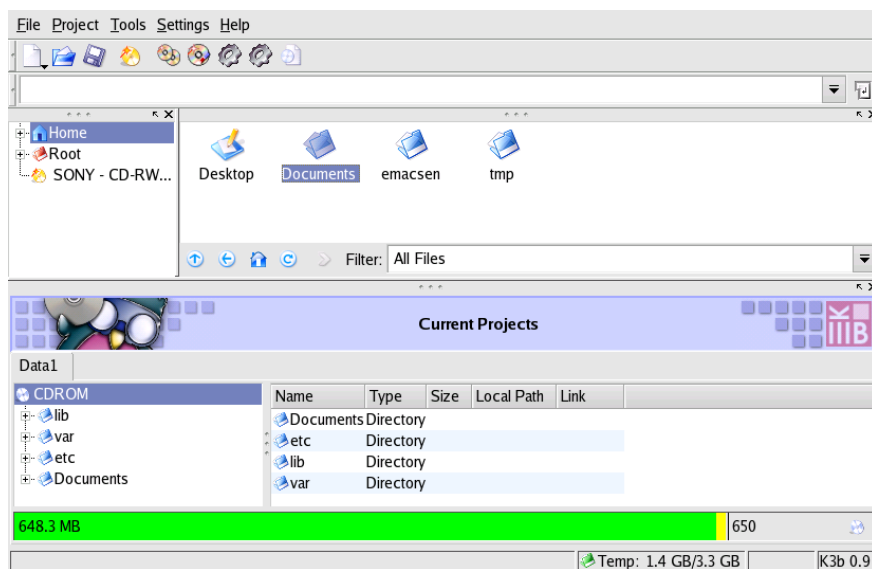 File Project Tools Settings Help
Home
Root
SONY - CD-RW...
Desktop Documents emacsen tmp
Filter: All Files
Current Projects
K3B
Data1
CDROM
lib
var
etc
Documents
Name Type Size Local Path Link
Documents Directory
etc Directory
lib Directory
var Directory
648.3 MB 650
Temp: 1.4 GB/3.3 GB K3b 0.9